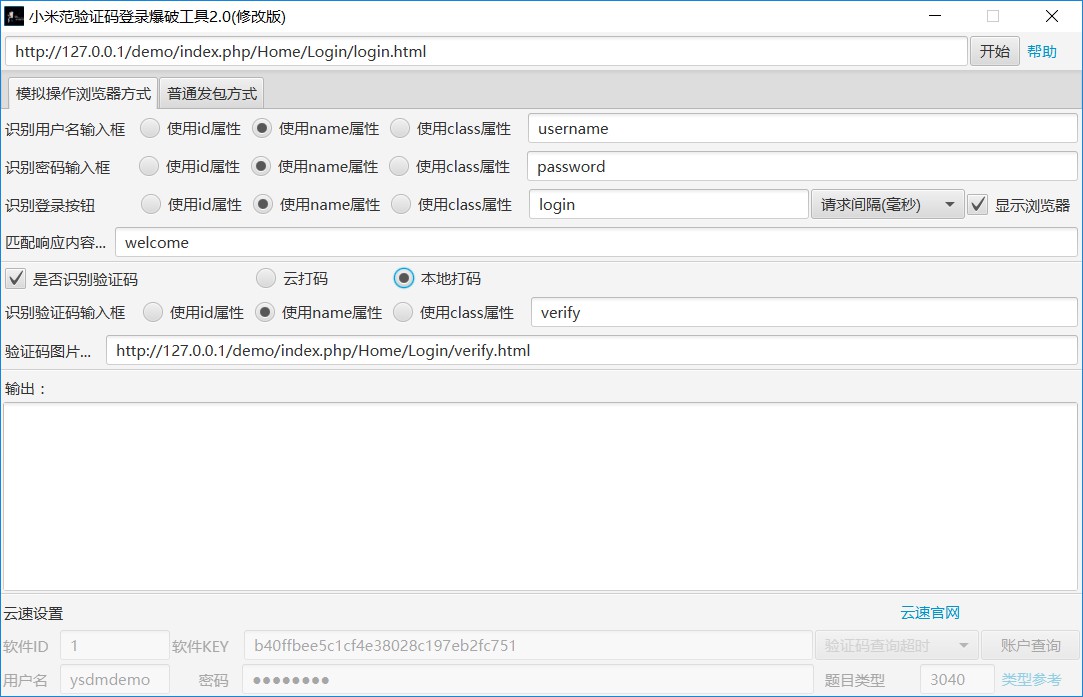 小米范验证码登录爆破工具2.0(修改版)
http://127.0.0.1/demo/index.php/Home/Login/login.html 开始 帮助
模拟操作浏览器方式 普通发包方式
识别用户名输入框 使用id属性 使用name属性 使用class属性 username
识别密码输入框 使用id属性 使用name属性 使用class属性 password
识别登录按钮 使用id属性 使用name属性 使用class属性 login 请求间隔(毫秒) 显示浏览器
匹配响应内容... welcome
是否识别验证码 云打码 本地打码
识别验证码输入框 使用id属性 使用name属性 使用class属性 verify
验证码图片... http://127.0.0.1/demo/index.php/Home/Login/verify.html
输出：
云速设置 云速官网
软件ID 1 软件KEY b40ffbee5c1cf4e38028c197eb2fc751 验证码查询超时 账户查询
用户名 ysdmdemo 密码 ●●●●●●●● 题目类型 3040 类型参考